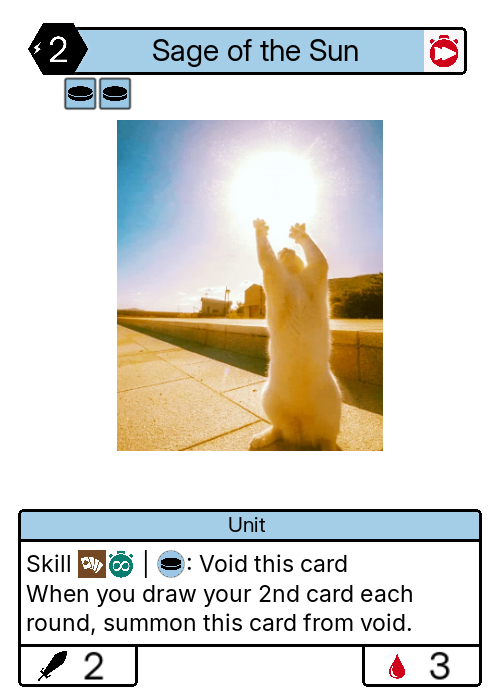 2 Sage of the Sun
Unit
Skill | : Void this card
When you draw your 2nd card each
round, summon this card from void.
2 3